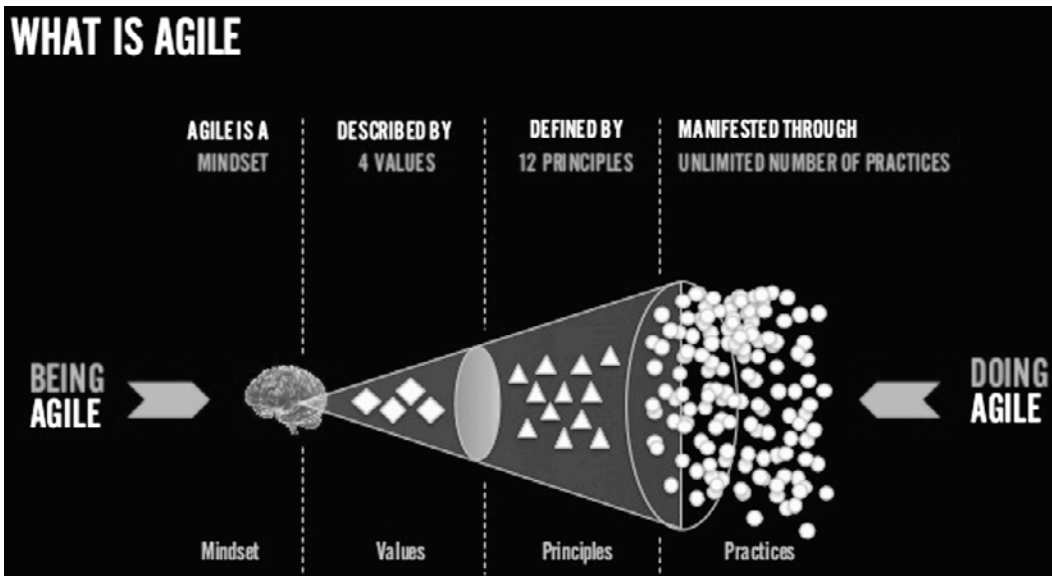 WHAT IS AGILE
AGILE IS A
MINDSET
DESCRIBED BY
4 VALUES
DEFINED BY
12 PRINCIPLES
MANIFESTED THROUGH
UNLIMITED NUMBER OF PRACTICES
BEING
AGILE
DOING
AGILE
Mindset
Values
Principles
Practices